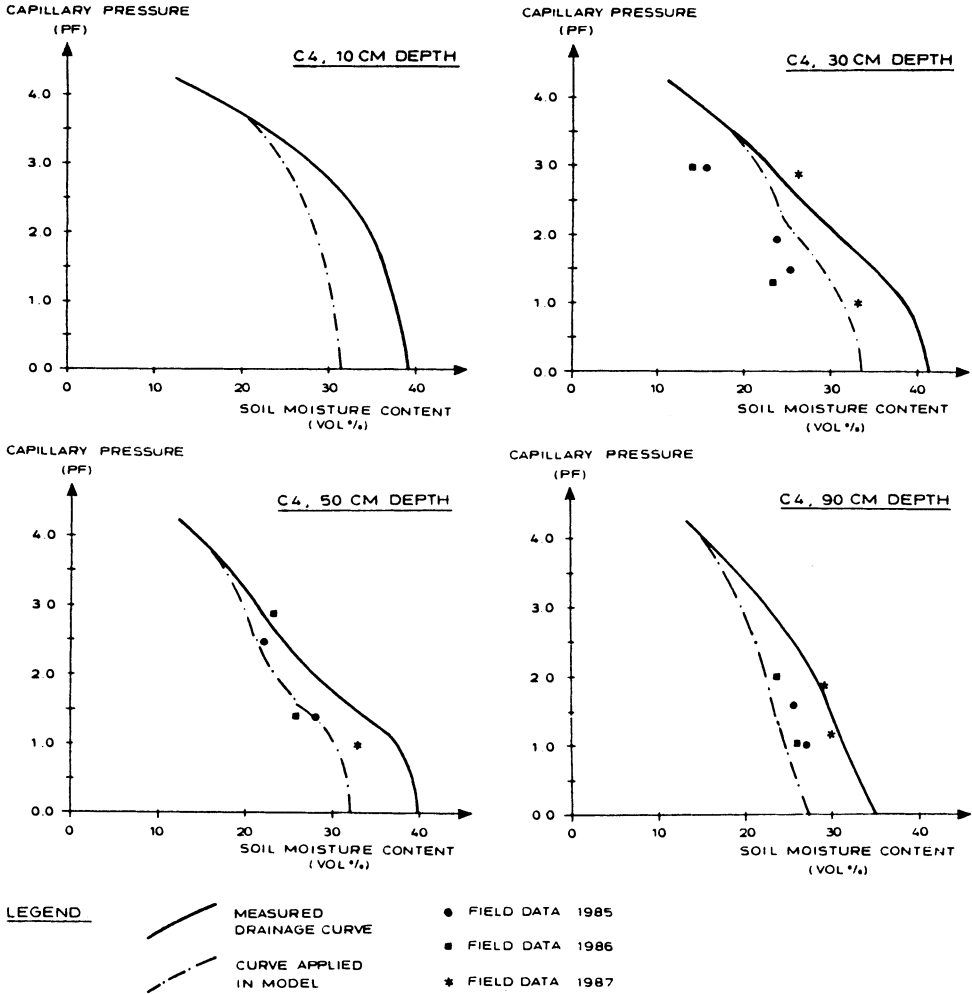 CAPILLARY PRESSURE
(PF)
C4, 10 CM DEPTH
4.0
3.0
2.0
1.0
0 0
0
10
20
30
40
SOIL MOISTURE CONTENT
(VOL %)
CAPILLARY PRESSURE
(PF)
C4, 30 CM DEPTH
4.0
3.0
2.0
1.0
0.0
0
10
20
30
40
SOIL MOISTURE CONTENT
(VOL %)
CAPILLARY PRESSURE
(PF)
C4, 50 CM DEPTH
4.0
3 0
2 0
1.0
0.0
0
10
20
30
40
SOIL MOISTURE CONTENT
(VOL %)
CAPILLARY PRESSURE
(PF)
C4, 90 CM DEPTH
4.0
3.0
2.0
1.0
0.0
0
10
20
30
40
SOIL MOISTURE CONTENT
(VOL %)
LEGEND
MEASURED
DRAINAGE CURVE
CURVE APPLIED
IN MODEL
FIELD DATA 1985
FIELD DATA 1986
FIELD DATA 1987